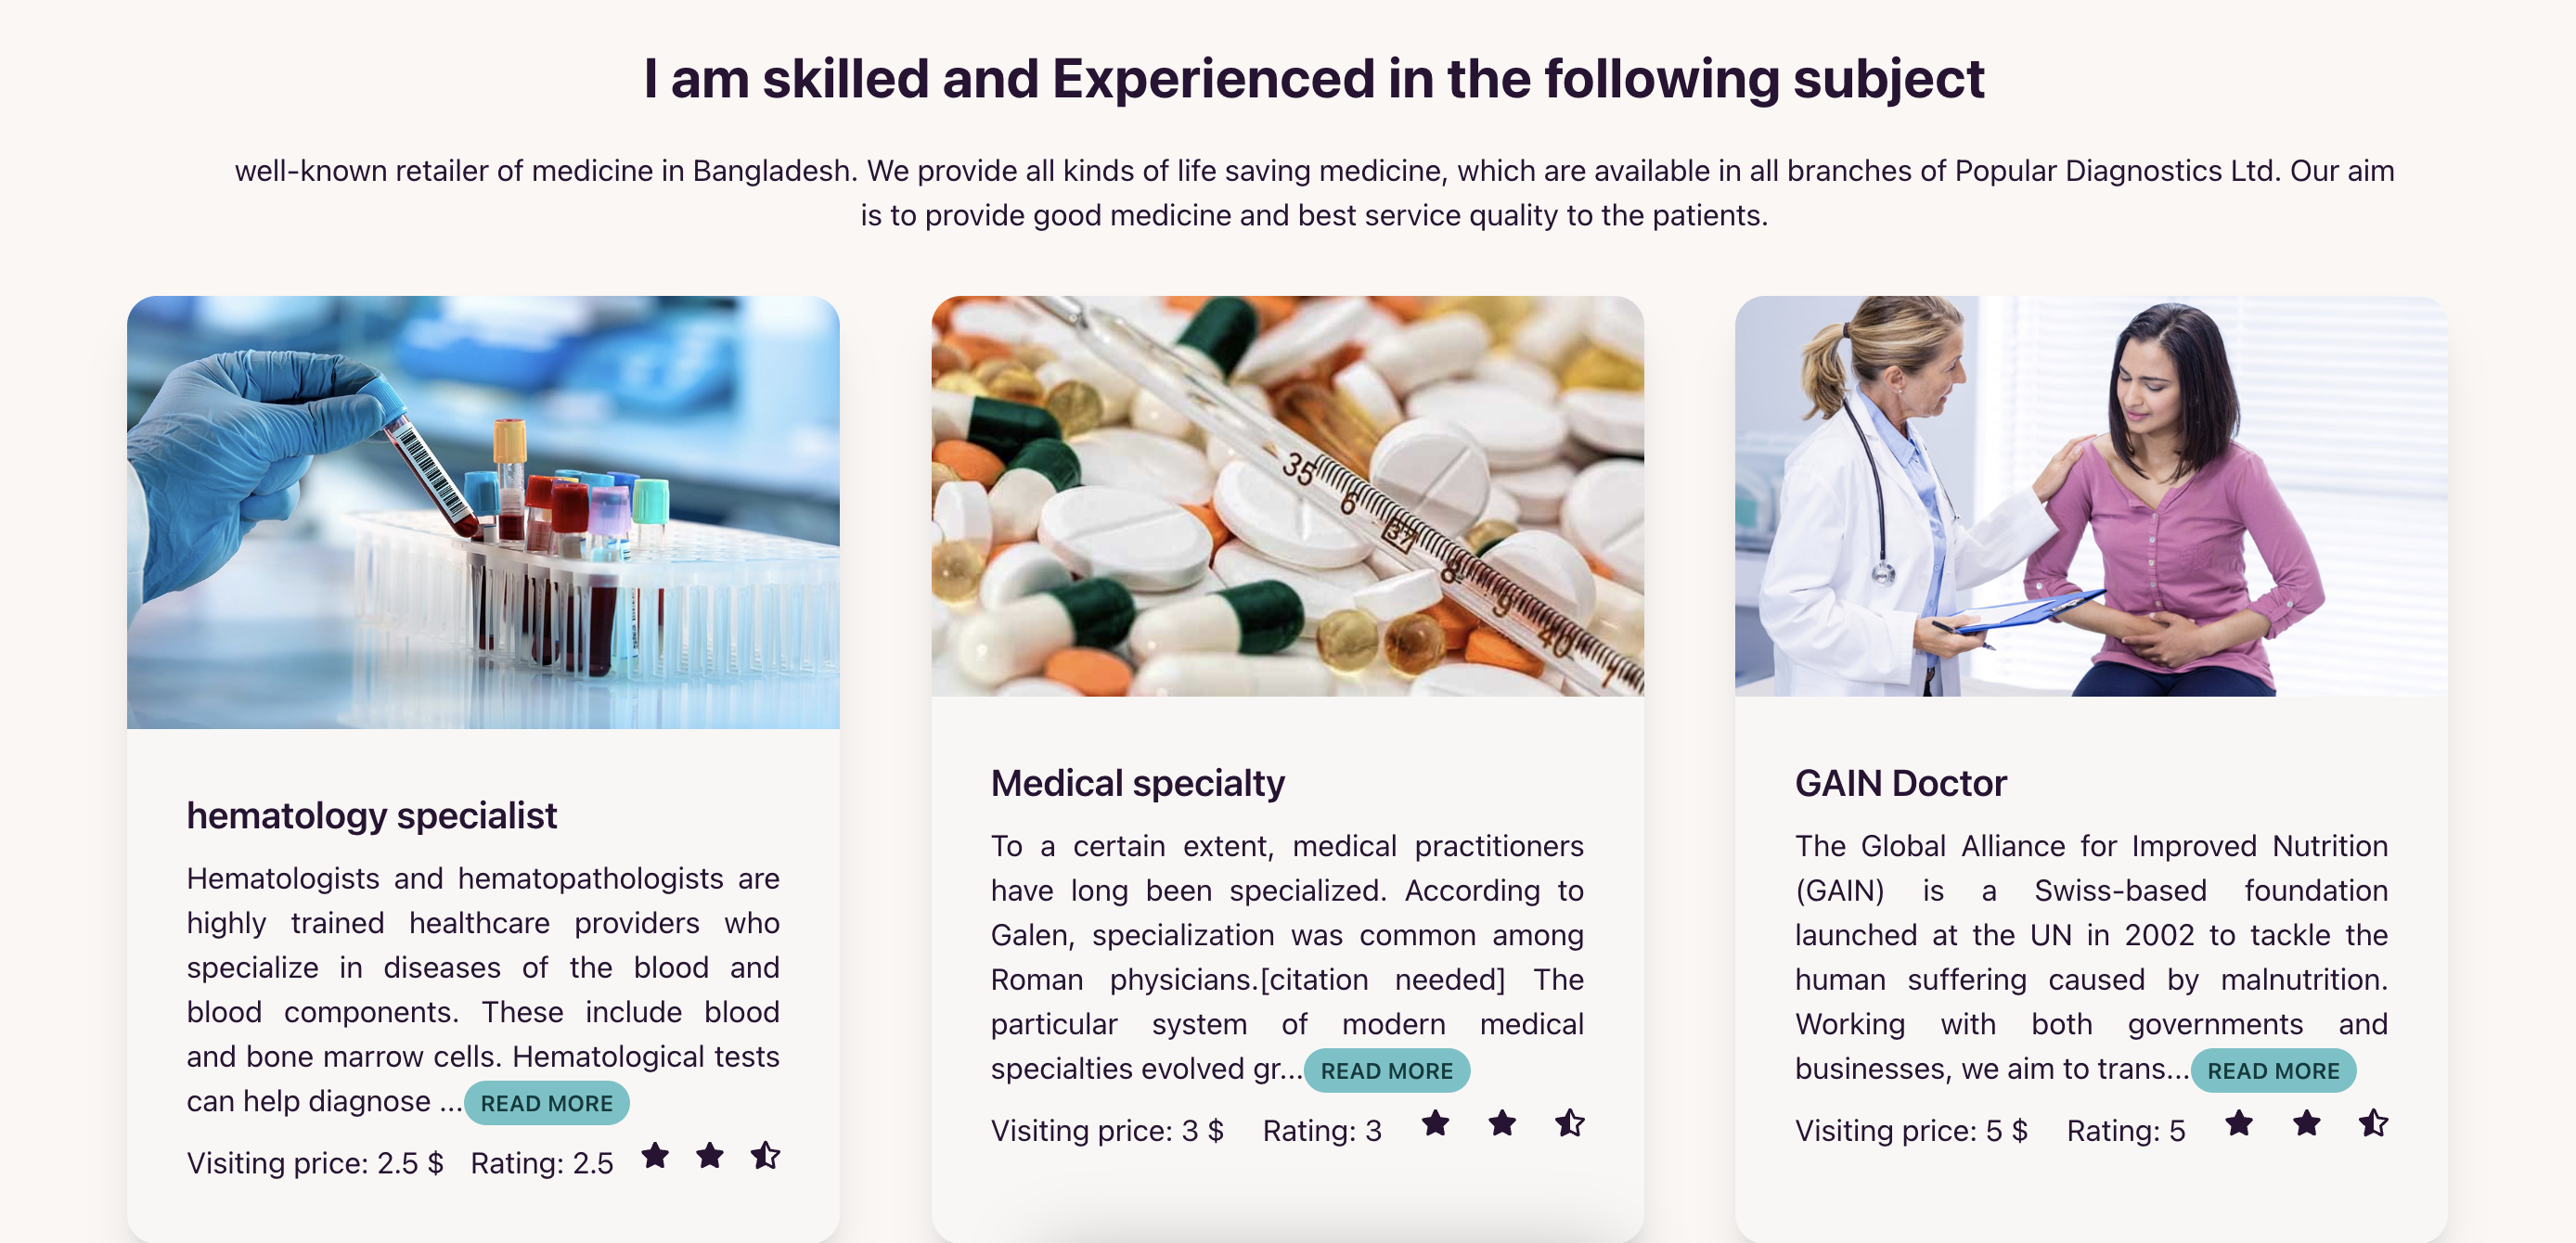 I am skilled and Experienced in the following subject
well-known retailer of medicine in Bangladesh. We provide all kinds of life saving medicine, which are available in all branches of Popular Diagnostics Ltd. Our aim
is to provide good medicine and best service quality to the patients.
hematology specialist
Hematologists and hematopathologists are
highly trained healthcare providers who
specialize in diseases of the blood and
blood components. These include blood
and bone marrow cells. Hematological tests
can help diagnose ...READ MORE
Visiting price: 2.5 $ Rating: 2.5
35
6
37
8
9
40
Medical specialty
To a certain extent, medical practitioners
have long been specialized. According to
Galen, specialization was common among
Roman physicians.[citation needed] The
particular system of modern medical
specialties evolved gr...READ MORE
Visiting price: 3 $ Rating: 3
GAIN Doctor
The Global Alliance for Improved Nutrition
(GAIN) is a Swiss-based foundation
launched at the UN in 2002 to tackle the
human suffering caused by malnutrition.
Working with both governments and
businesses, we aim to trans...READ MORE
Visiting price: 5 $ Rating: 5